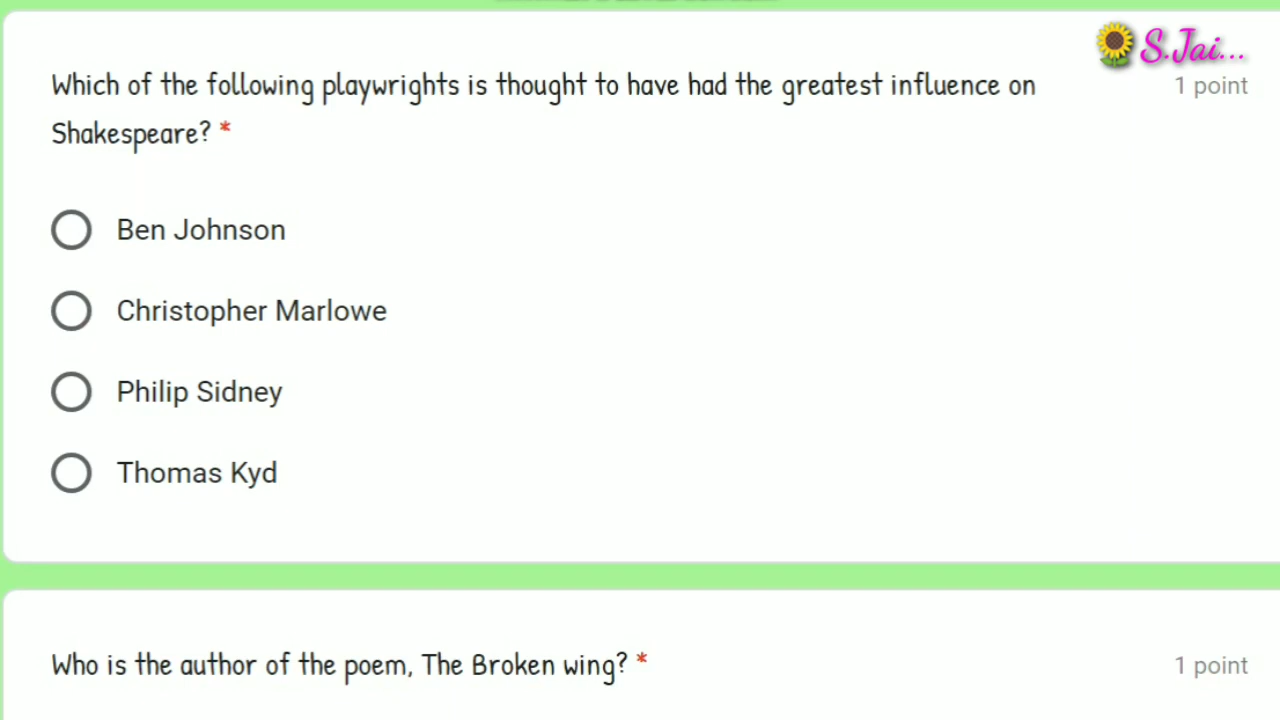 S.Jai...
Which of the following playwrights is thought to have had the greatest influence on
1 point
Shakespeare? *
Ben Johnson
Christopher Marlowe
Philip Sidney
Thomas Kyd
Who is the author of the poem, The Broken wing? *
1 point